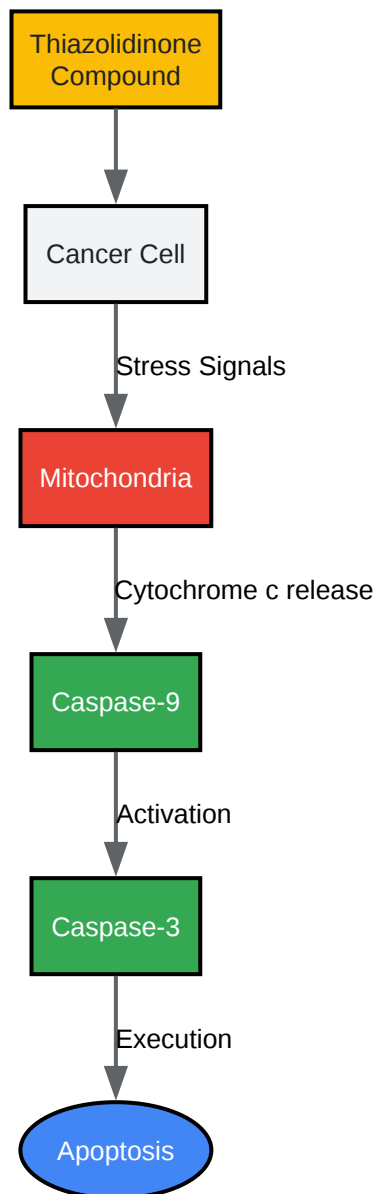 Thiazolidinone
Compound
Cancer Cell
Stress Signals
Mitochondria
Cytochrome c release
Caspase-9
Activation
Caspase-3
Execution
Apoptosis